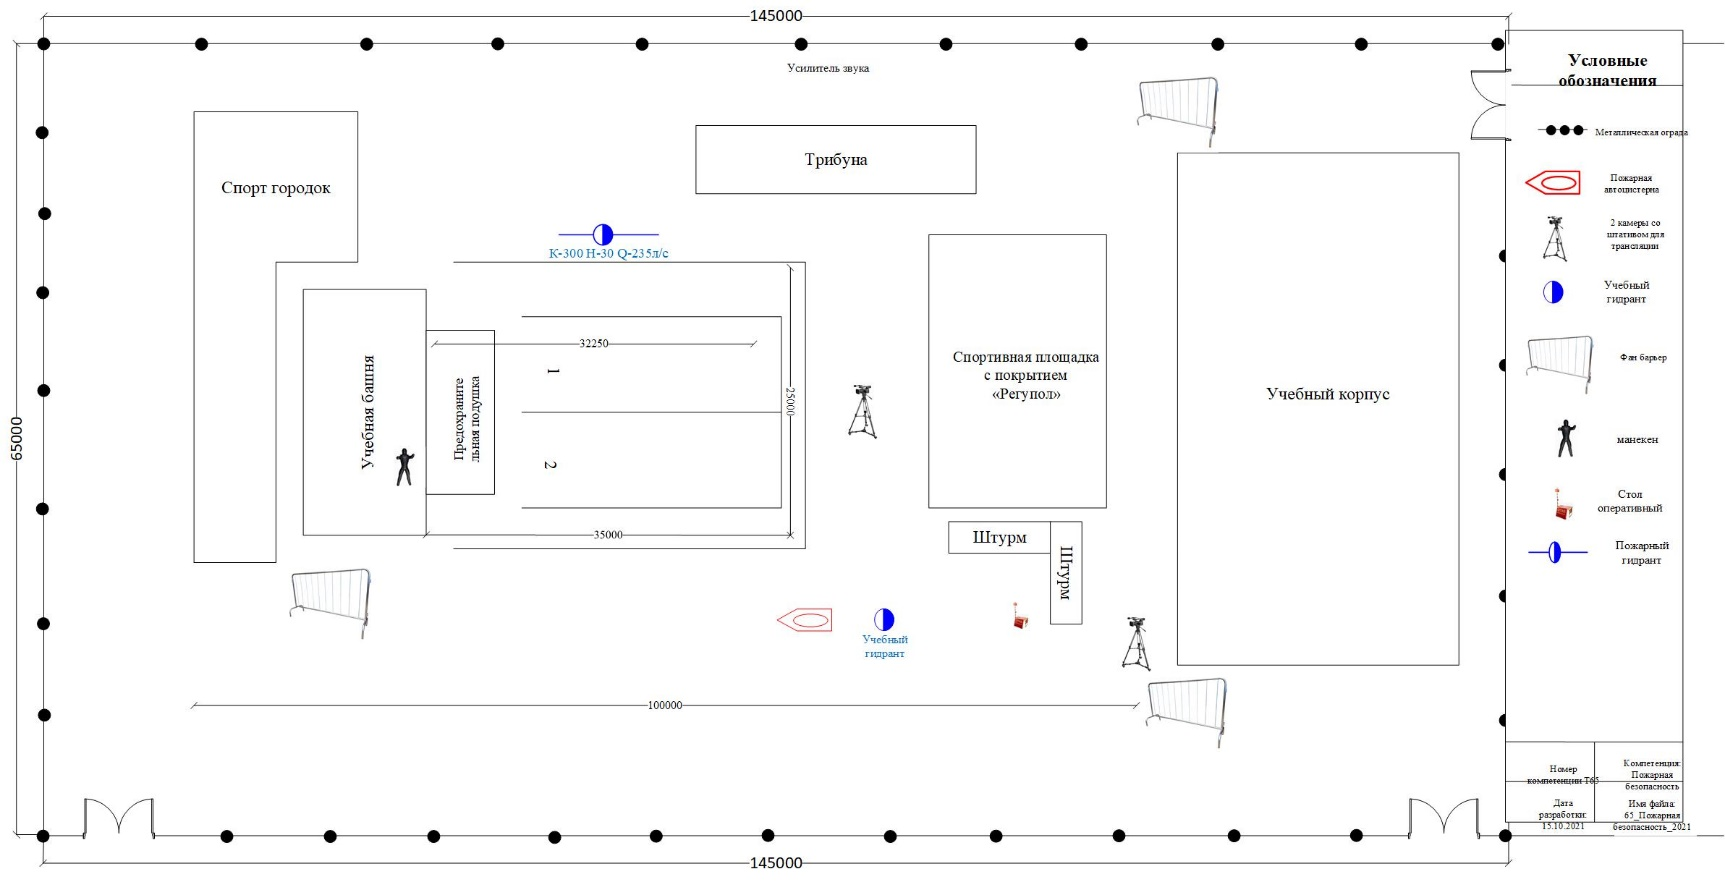 145000
Усилитель звука
Условные
обозначения
Металлическая ограда
Трибуна
Пожарная
автоцистерна
Спорт городок
2 камеры со
штативом для
трансляции
К-300 Н-30 Q-235л/с
Учебный
гидрант
32250
Фан барьер
Спортивная площадка
с покрытием
«Регупол»
1
25000
Учебная башня
Предохраните
льная подушка
Учебный корпус
65000
манекен
2
Стол
оперативный
35000
Штурм
Штурм
Пожарный
гидрант
Учебный
гидрант
100000
Номер
компетенции Т65
Компетенция:
Пожарная
безопасность
Дата
разработки:
15.10.2021
Имя файла:
65_Пожарная
безопасность_2021
145000